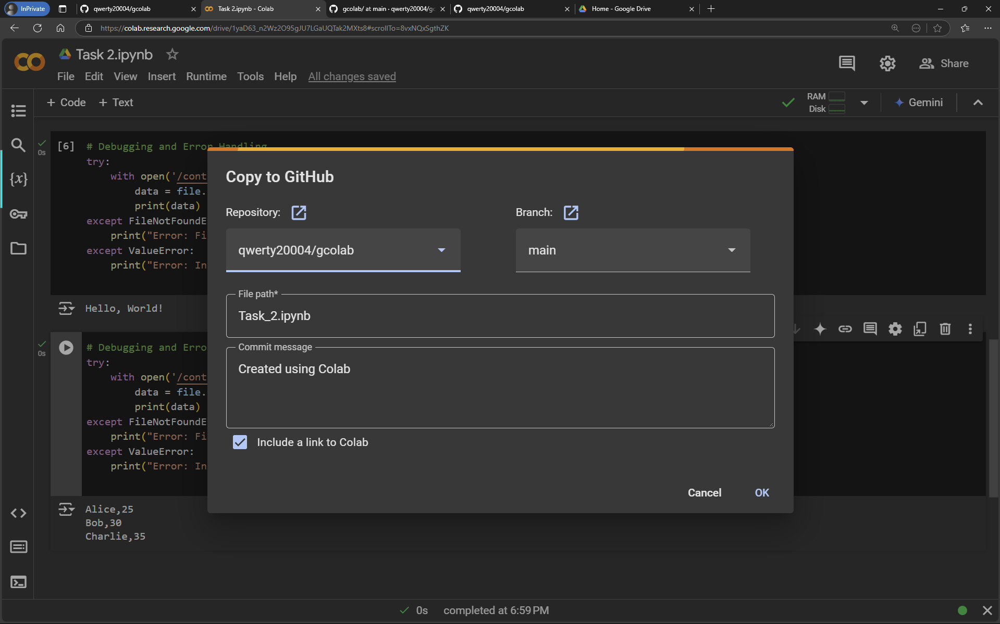 InPrivate
qwerty20004/gcolab
Task 2.ipynb - Colab
gcolab/ at main · qwerty20004/gc
qwerty20004/gcolab
Home - Google Drive
https://colab.research.google.com/drive/1yaD63_n2Wz2O95gJU7LGaUQTak2MXts8#scrollTo=8vxNQxSgthZK
Task 2.ipynb
File Edit View Insert Runtime Tools Help All changes saved
Share
+ Code + Text
RAM
Disk
Gemini
0s
[6] # Debugging and Error Handling
try:
with open('/cont
data = file.
print(data)
except FileNotFoundE
print("Error: Fi
except ValueError:
print("Error: In
Hello, World!
0s
# Debugging and Erro
try:
with open('/cont
data = file.
print(data)
except FileNotFoundE
print("Error: Fi
except ValueError:
print("Error: In
Alice,25
Bob,30
Charlie,35
Copy to GitHub
Repository:
Branch:
qwerty20004/gcolab
main
File path*
Task_2.ipynb
Commit message
Created using Colab
Include a link to Colab
Cancel
OK
0s completed at 6:59 PM